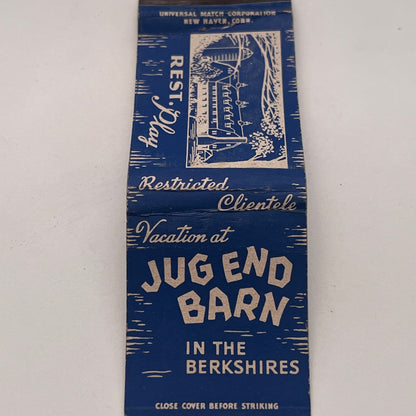 UNIVERSAL MATCH CORPORATION
NEW HAVEN, CONN.
REST. Play
Restricted
Clientele
Vacation at
JUG END
BARN
IN THE
BERKSHIRES
CLOSE COVER BEFORE STRIKING